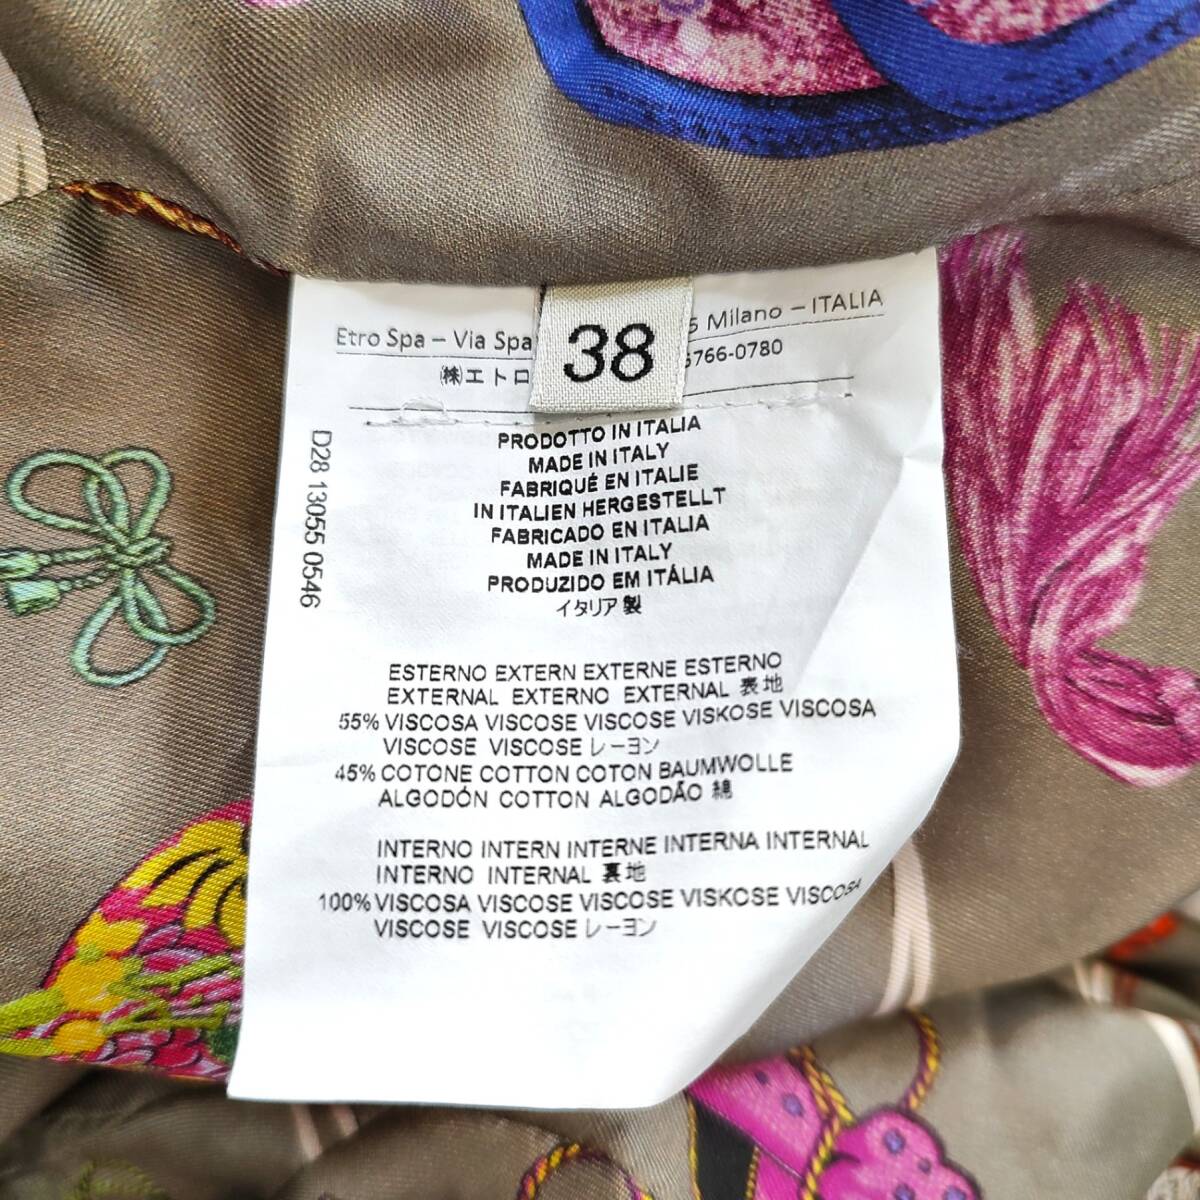 Etro Spa – Via Spa 5 Milano – ITALIA
㈱エトロ 5766-0780
38
PRODOTTO IN ITALIA
MADE IN ITALY
FABRIQUÉ EN ITALIE
IN ITALIEN HERGESTELLT
FABRICADO EN ITALIA
MADE IN ITALY
PRODUZIDO EM ITÁLIA
イタリア製
D28 13055 0546
ESTERNO EXTERN EXTERNE ESTERNO
EXTERNAL EXTERNO EXTERNAL 表地
55% VISCOSA VISCOSE VISCOSE VISKOSE VISCOSA
VISCOSE VISCOSE レーヨン
45% COTONE COTTON COTON BAUMWOLLE
ALGODÓN COTTON ALGODÃO 綿
INTERNO INTERN INTERNE INTERNA INTERNAL
INTERNO INTERNAL 裏地
100% VISCOSA VISCOSE VISCOSE VISKOSE VISCOSA
VISCOSE VISCOSE レーヨン